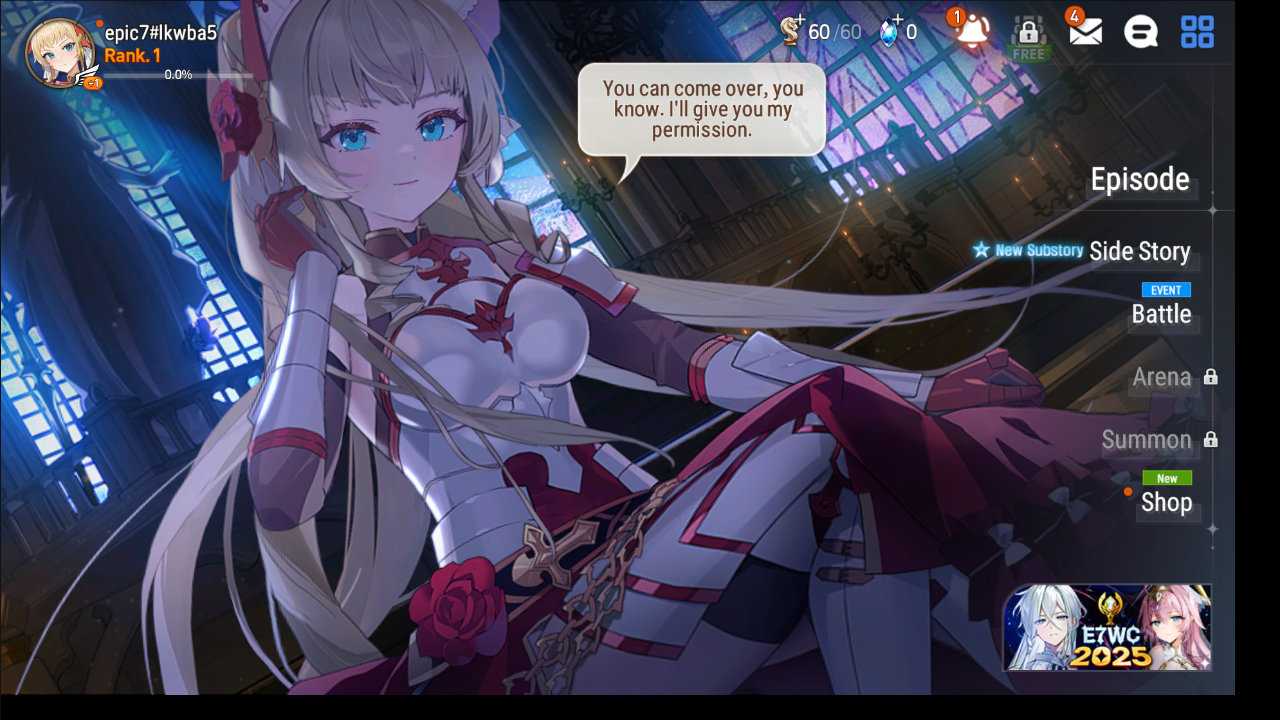 epic7#lkwba5
Rank.1
0.0%
+1
60/60
0
1
FREE
4
You can come over, you
know. I'll give you my
permission.
Episode
New Substory Side Story
EVENT
Battle
Arena
Summon
New
Shop
E7WC
2025